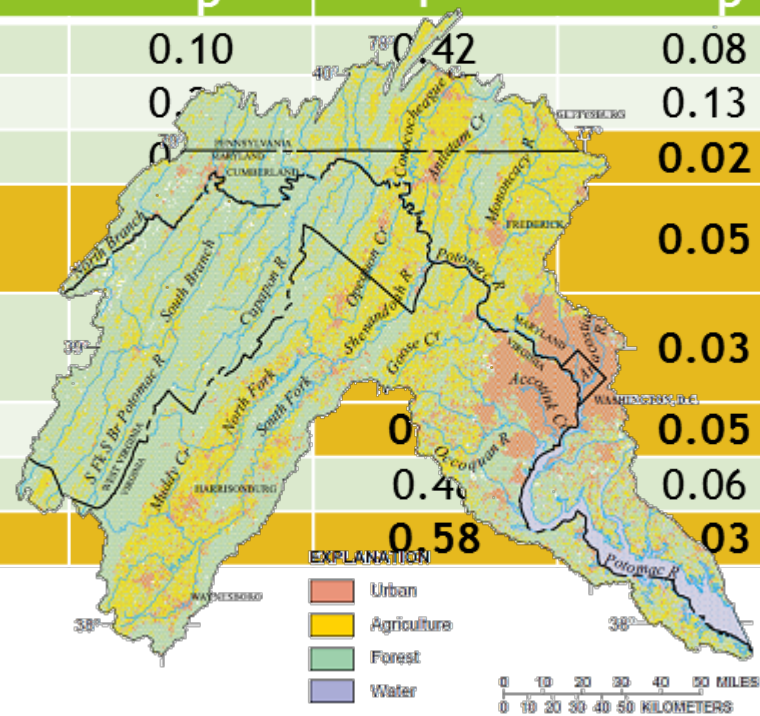 p
p
0.10
0.42
0.08
0.13
0.02
0.05
0.03
0.05
0.06
0.58
03
78°
40°
79°
77°
GETTYSBURG
PENNSYLVANIA
MARYLAND
CUMBERLAND
Conococheague Cr
Antietam Cr
Monocacy R
FREDERICK
North Branch
South Branch
Capapon R
Opequon Cr
Shenandoah R
Potomac R
Goose Cr
MARYLAND
VIRGINIA
Accotink Cr
WASHINGTON, D.C.
39°
S Fk S Br Potomac R
North Fork
South Fork
WEST VIRGINIA
VIRGINIA
Muddy Cr
HARRISONBURG
Occoquan R
Potomac R
WAYNESBORO
38°
38°
EXPLANATION
Urban
Agriculture
Forest
Water
0 10 20 30 40 50 MILES
0 10 20 30 40 50 KILOMETERS